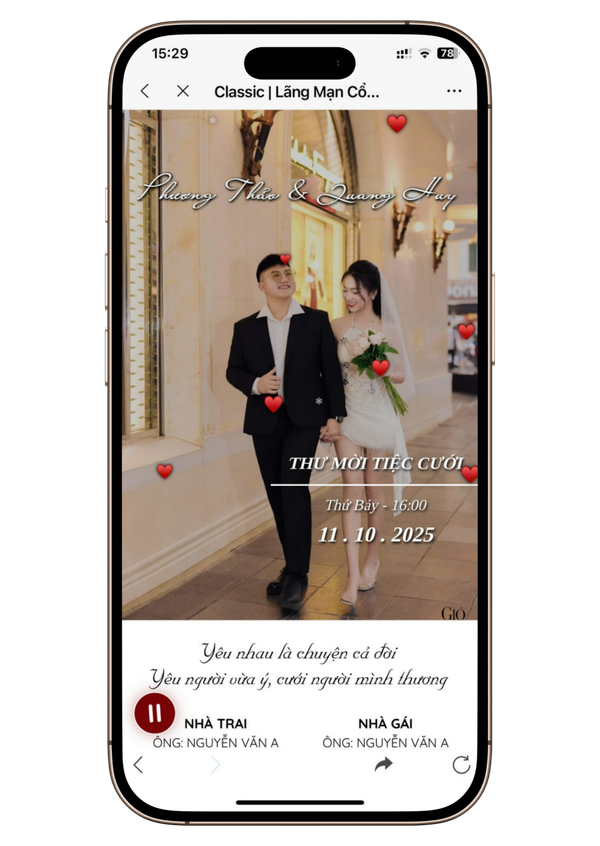 15:29
78
Classic | Lãng Mạn Cổ...
Phương Thảo & Quang Huy
THƯ MỜI TIỆC CƯỚI
Thứ Bảy - 16:00
11 . 10 . 2025
GIÓ
Yêu nhau là chuyện cả đời
Yêu người vừa ý, cưới người mình thương
NHÀ TRAI
NHÀ GÁI
ÔNG: NGUYỄN VĂN A
ÔNG: NGUYỄN VĂN A